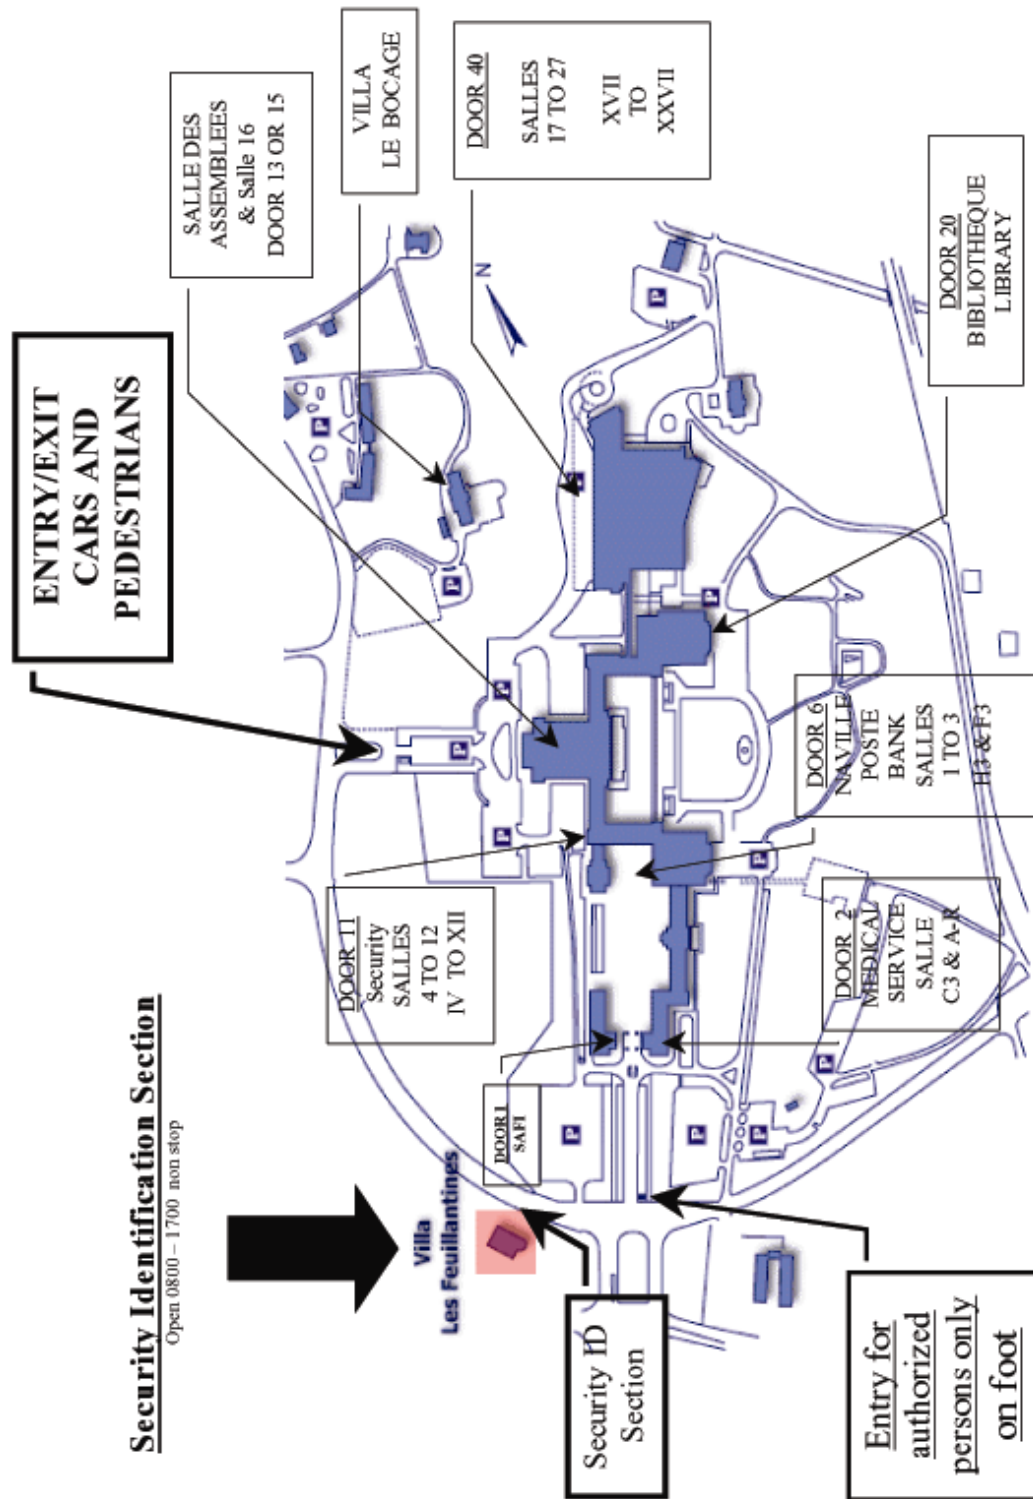 Security Identification Section
Open 0800 – 1700 non stop
Villa
Les Feuillantines
Security ID
Section
Entry for
authorized
persons only
on foot
DOOR 1
SAFI
DOOR 11
Security
SALLES
4 TO 12
IV TO XII
DOOR 2
MEDICAL
SERVICE
SALLE
C3 & A-R
ENTRY/EXIT
CARS AND
PEDESTRIANS
DOOR 6
NAVILLE
POSTE
BANK
SALLES
1 TO 3
H3 & F3
SALLE DES
ASSEMBLEES
& Salle 16
DOOR 13 OR 15
VILLA
LE BOCAGE
DOOR 40
SALLES
17 TO 27
XVII
TO
XXVII
DOOR 20
BIBLIOTHEQUE
LIBRARY
N
P
P
P
P
P
P
P
P
P
P
P
P
P